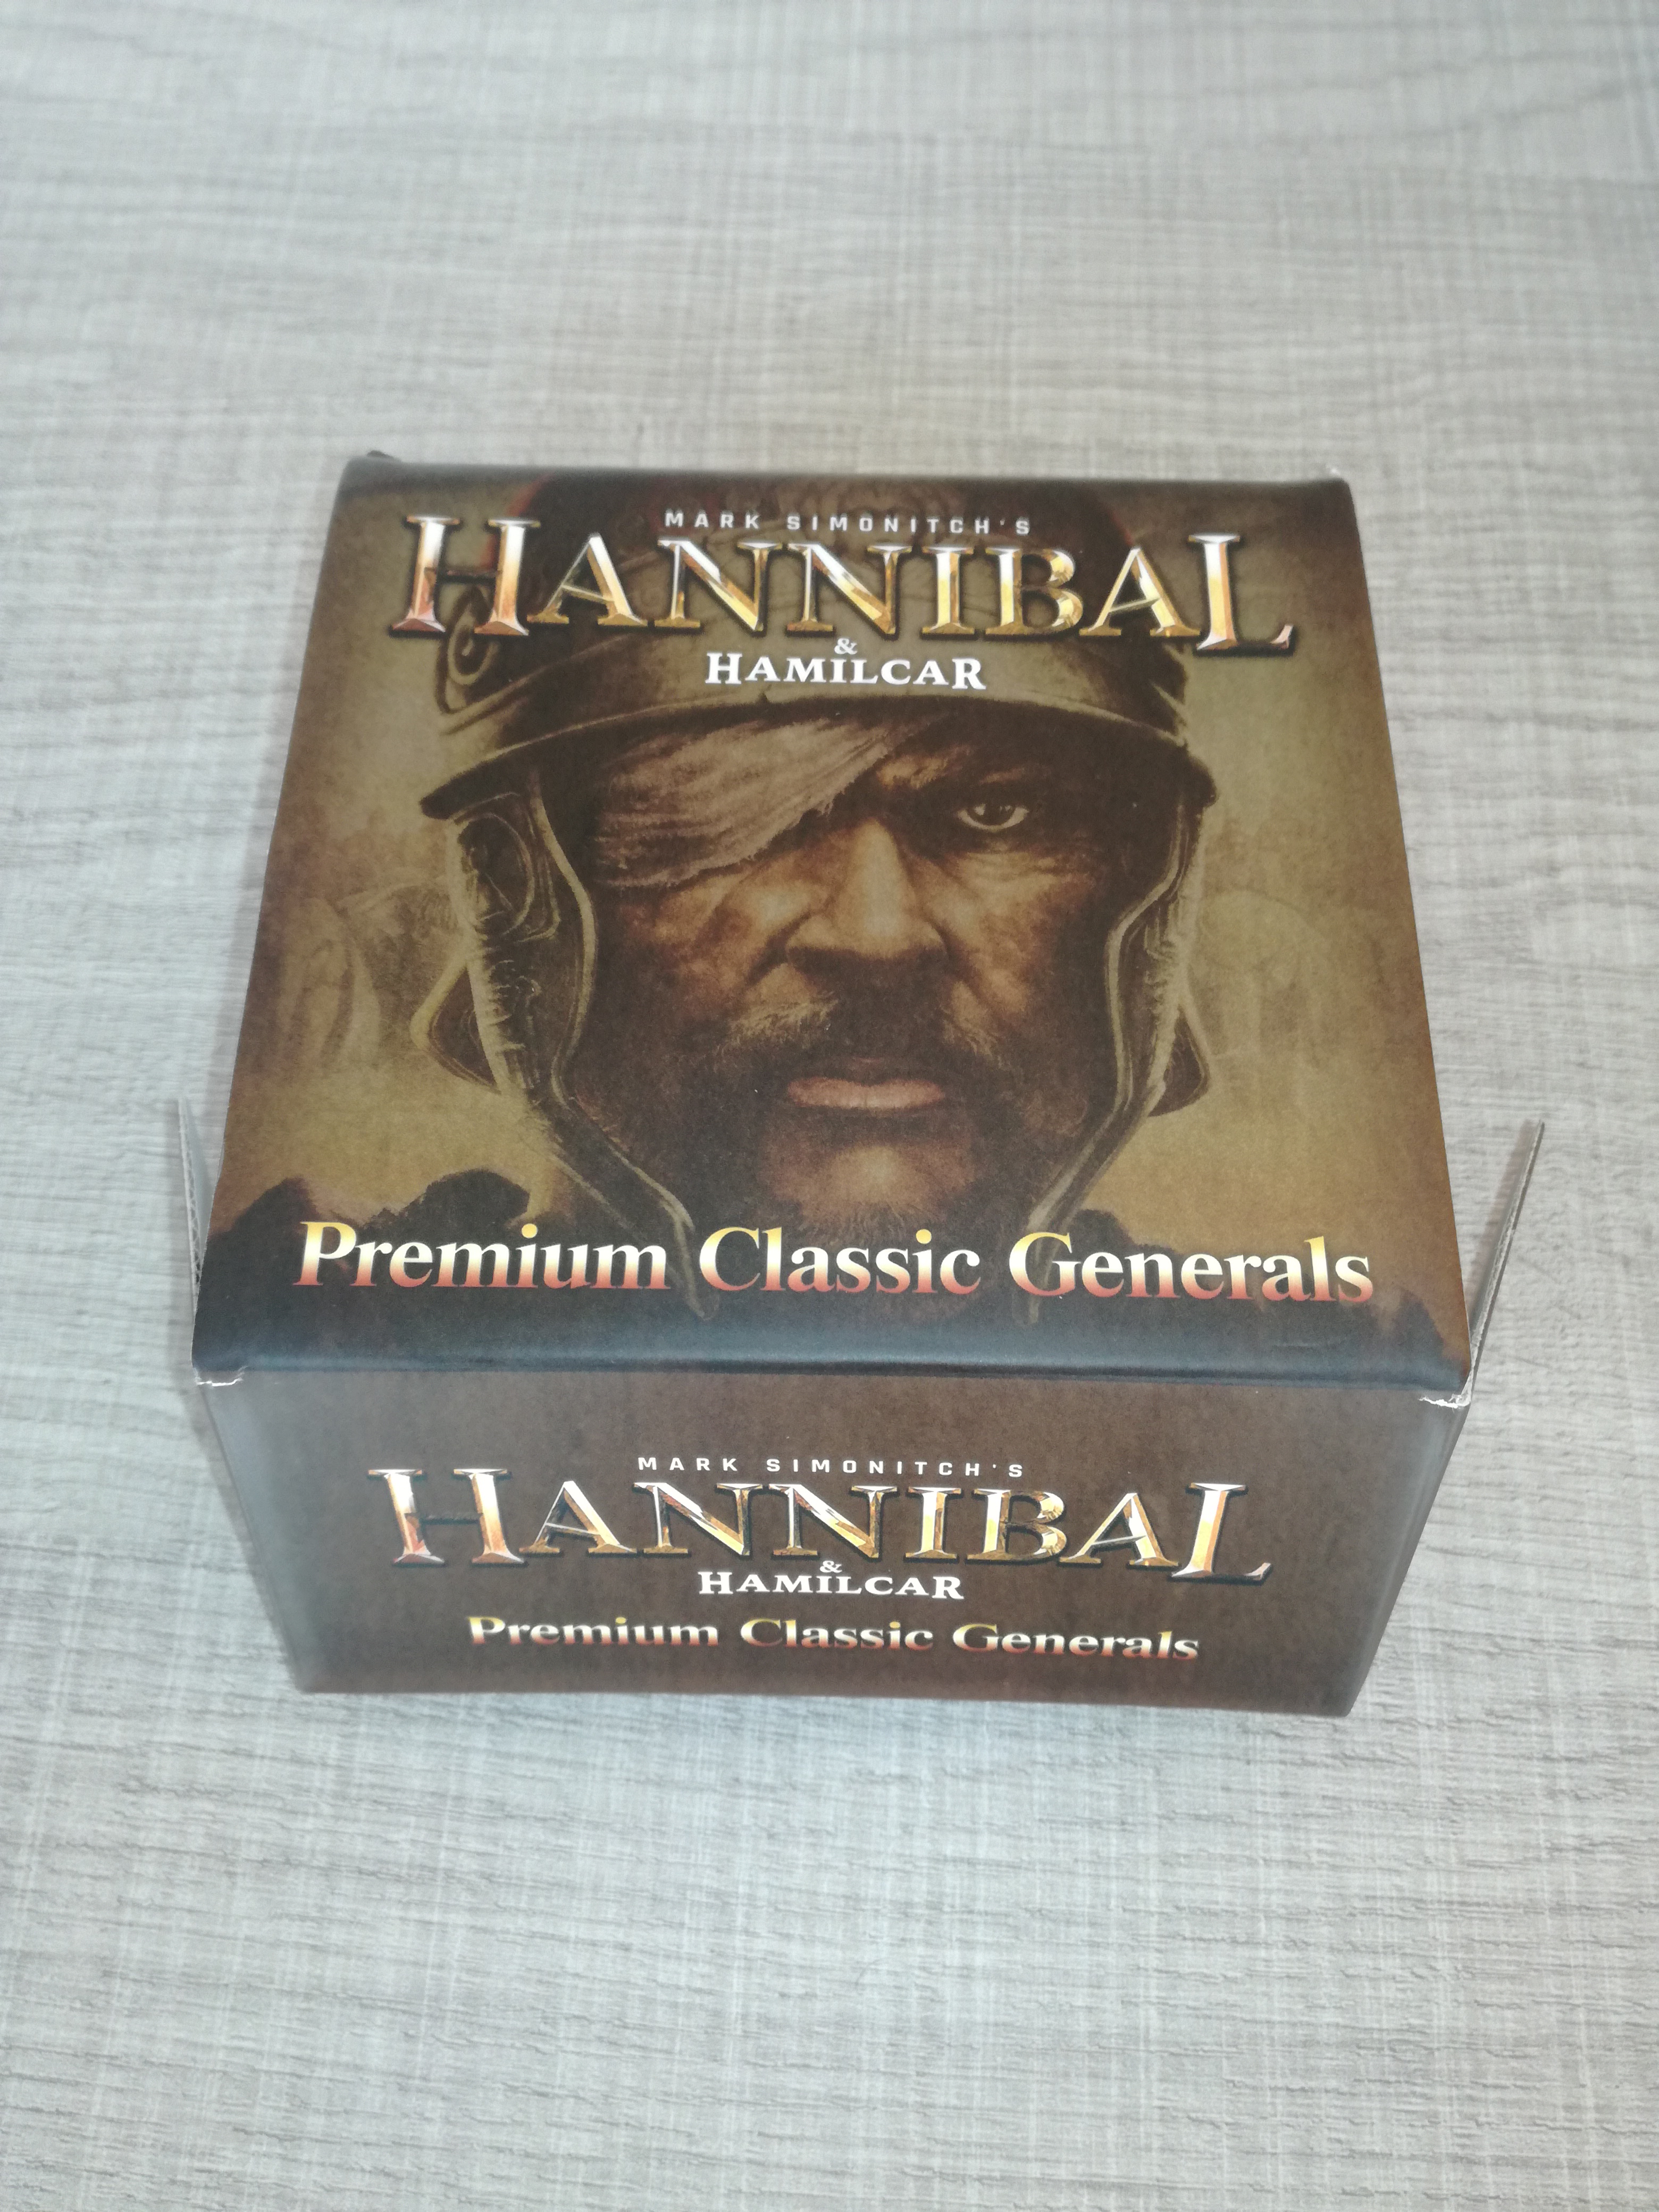 MARK SIMONITCH'S
HANNIBAL
&
HAMILCAR
Premium Classic Generals
MARK SIMONITCH'S
HANNIBAL
&
HAMILCAR
Premium Classic Generals